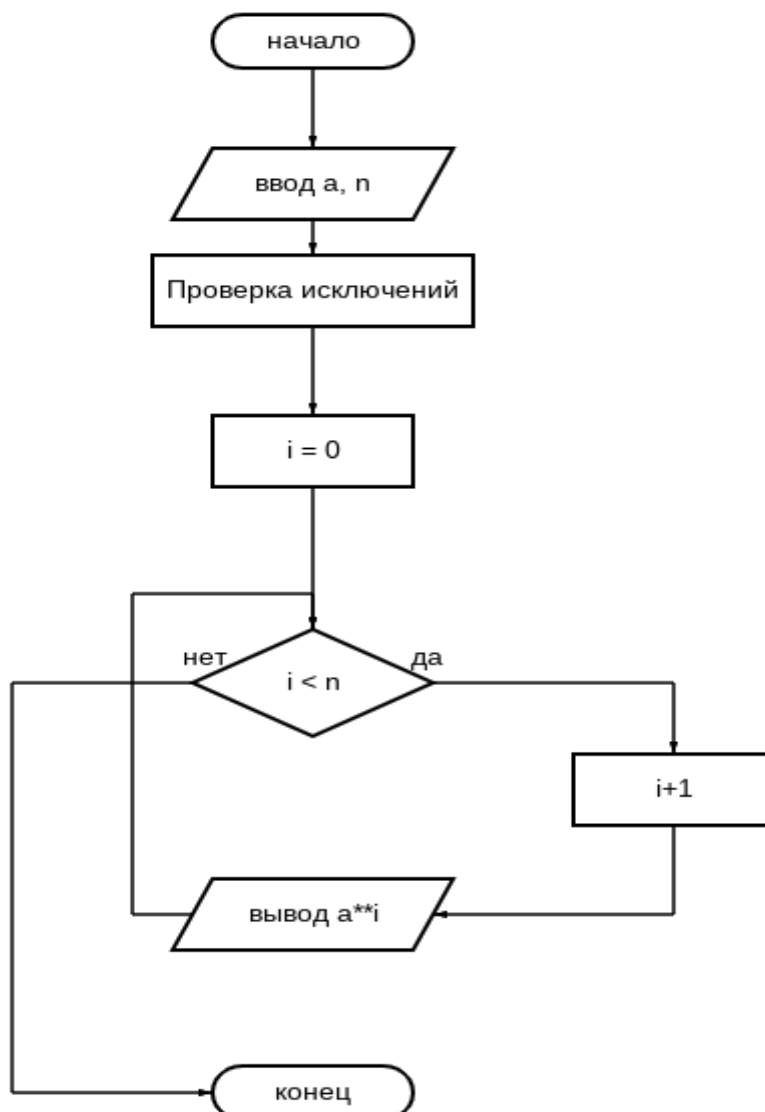 начало
ввод a, n
Проверка исключений
i = 0
нет
да
i < n
i+1
вывод a**i
конец